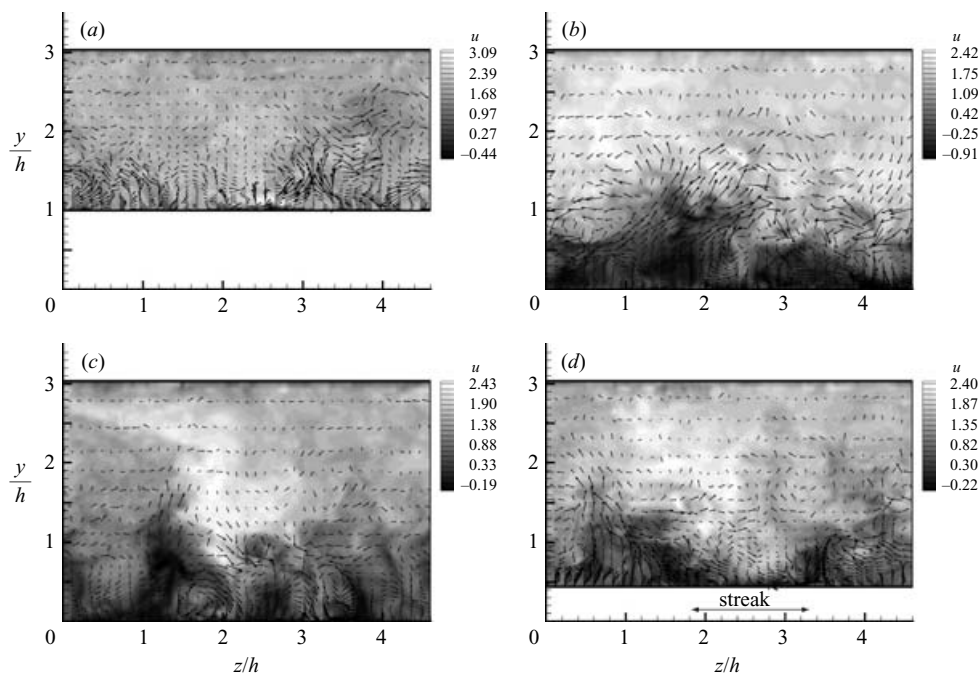 (a)
u
3.09
2.39
1.68
0.97
0.27
−0.44
3
2
1
0
y/h
1 2 3 4
(b)
u
2.42
1.75
1.09
0.42
−0.25
−0.91
3
2
1
0
1 2 3 4
(c)
u
2.43
1.90
1.38
0.88
0.33
−0.19
3
2
1
0
y/h
1 2 3 4
z/h
(d)
u
2.40
1.87
1.35
0.82
0.30
−0.22
3
2
1
0
streak
1 2 3 4
z/h